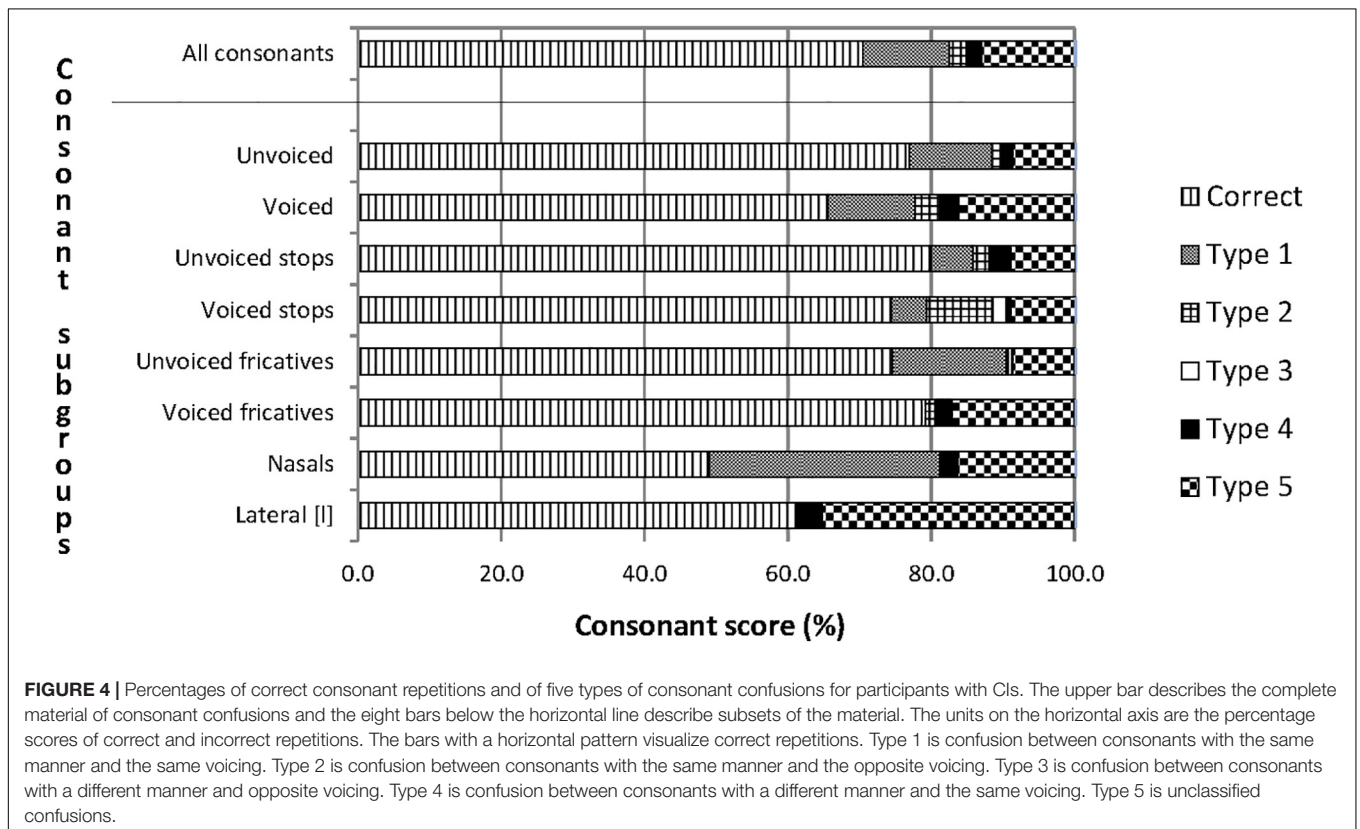 Consonant subgroups
All consonants
Unvoiced
Voiced
Unvoiced stops
Voiced stops
Unvoiced fricatives
Voiced fricatives
Nasals
Lateral [l]
0.0 20.0 40.0 60.0 80.0 100.0
Consonant score (%)
Correct
Type 1
Type 2
Type 3
Type 4
Type 5
FIGURE 4 | Percentages of correct consonant repetitions and of five types of consonant confusions for participants with CIs. The upper bar describes the complete
material of consonant confusions and the eight bars below the horizontal line describe subsets of the material. The units on the horizontal axis are the percentage
scores of correct and incorrect repetitions. The bars with a horizontal pattern visualize correct repetitions. Type 1 is confusion between consonants with the same
manner and the same voicing. Type 2 is confusion between consonants with the same manner and the opposite voicing. Type 3 is confusion between consonants
with a different manner and opposite voicing. Type 4 is confusion between consonants with a different manner and the same voicing. Type 5 is unclassified
confusions.